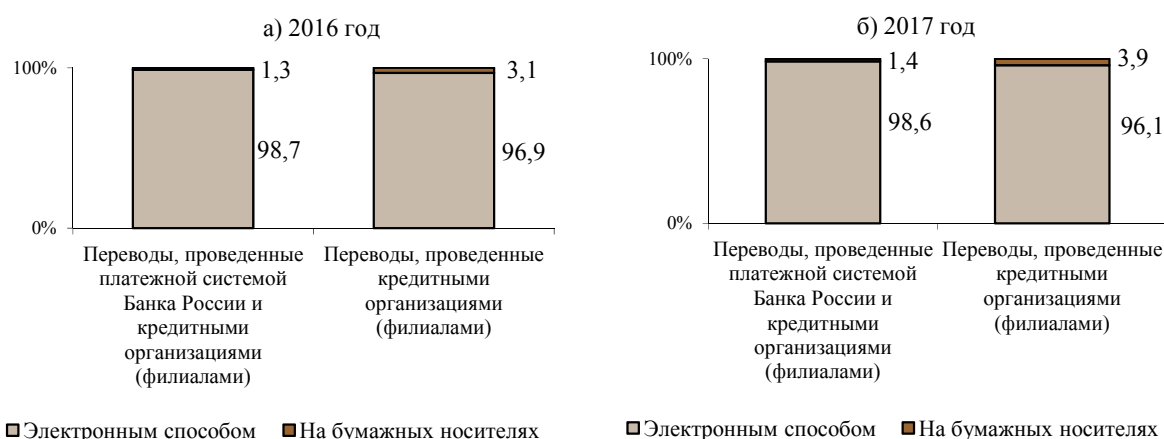 а) 2016 год
100%
1,3
3,1
98,7
96,9
0%
Переводы, проведенные
платежной системой
Банка России и
кредитными
организациями
(филиалами)
Переводы, проведенные
кредитными
организациями
(филиалами)
Электронным способом
На бумажных носителях
б) 2017 год
100%
1,4
3,9
98,6
96,1
0%
Переводы, проведенные
платежной системой
Банка России и
кредитными
организациями
(филиалами)
Переводы, проведенные
кредитными
организациями
(филиалами)
Электронным способом
На бумажных носителях